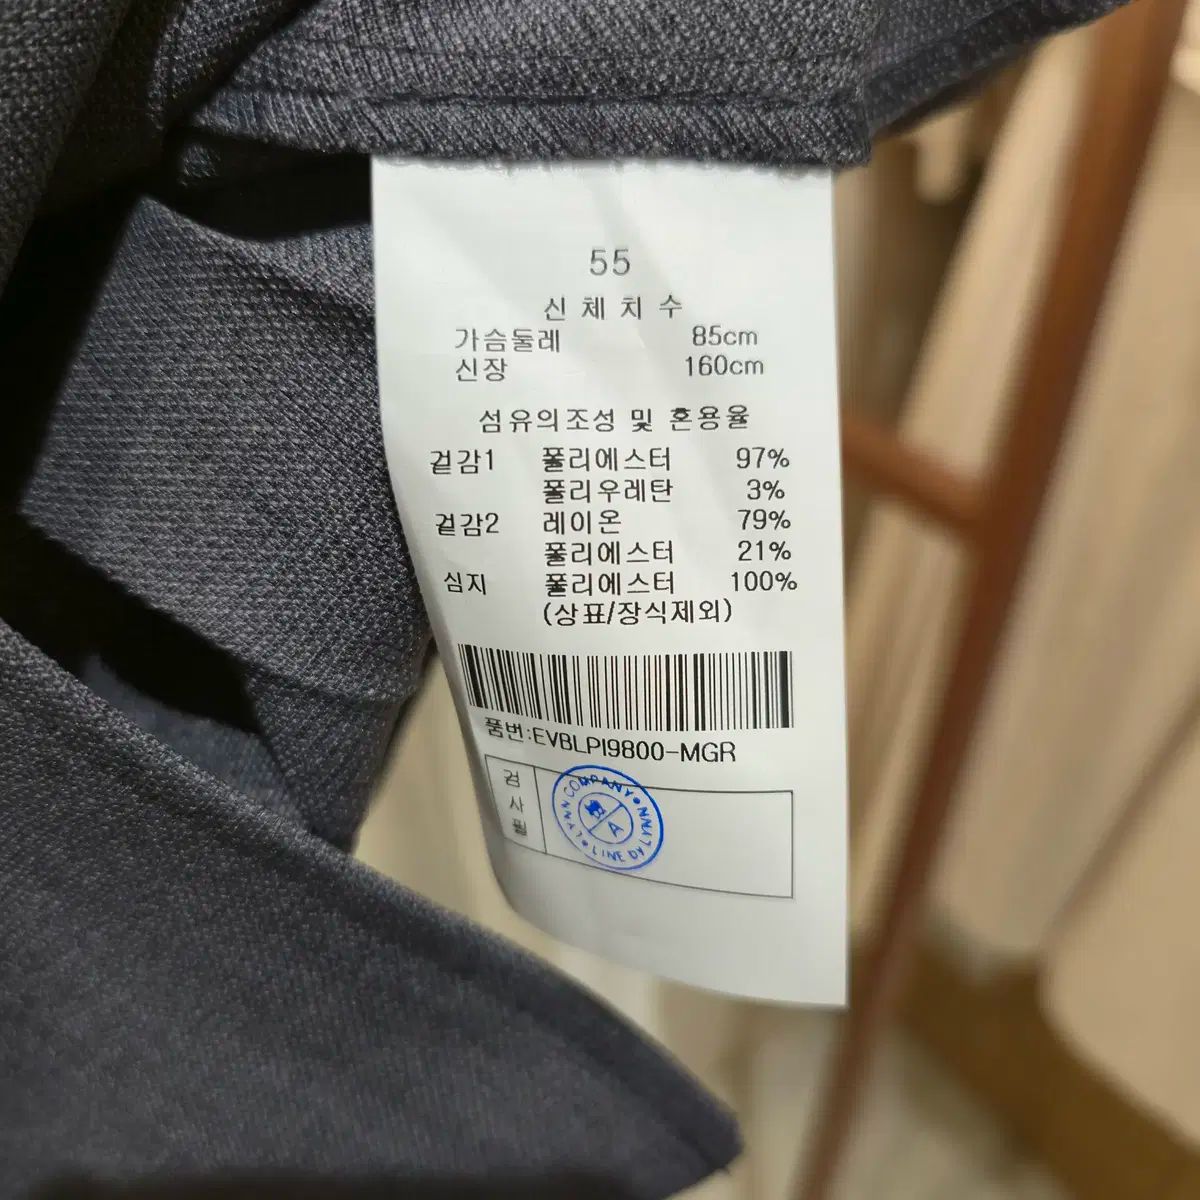 55
신체치수
가슴둘레 85cm
신장 160cm
섬유의조성 및 혼용율
겉감1 폴리에스터 97%
폴리우레탄 3%
겉감2 레이온 79%
폴리에스터 21%
심지 폴리에스터 100%
(상표/장식제외)
품번:EVBLPI9800-MGR
검사필
LYNN COMPANY
A
LINE BY LYNN